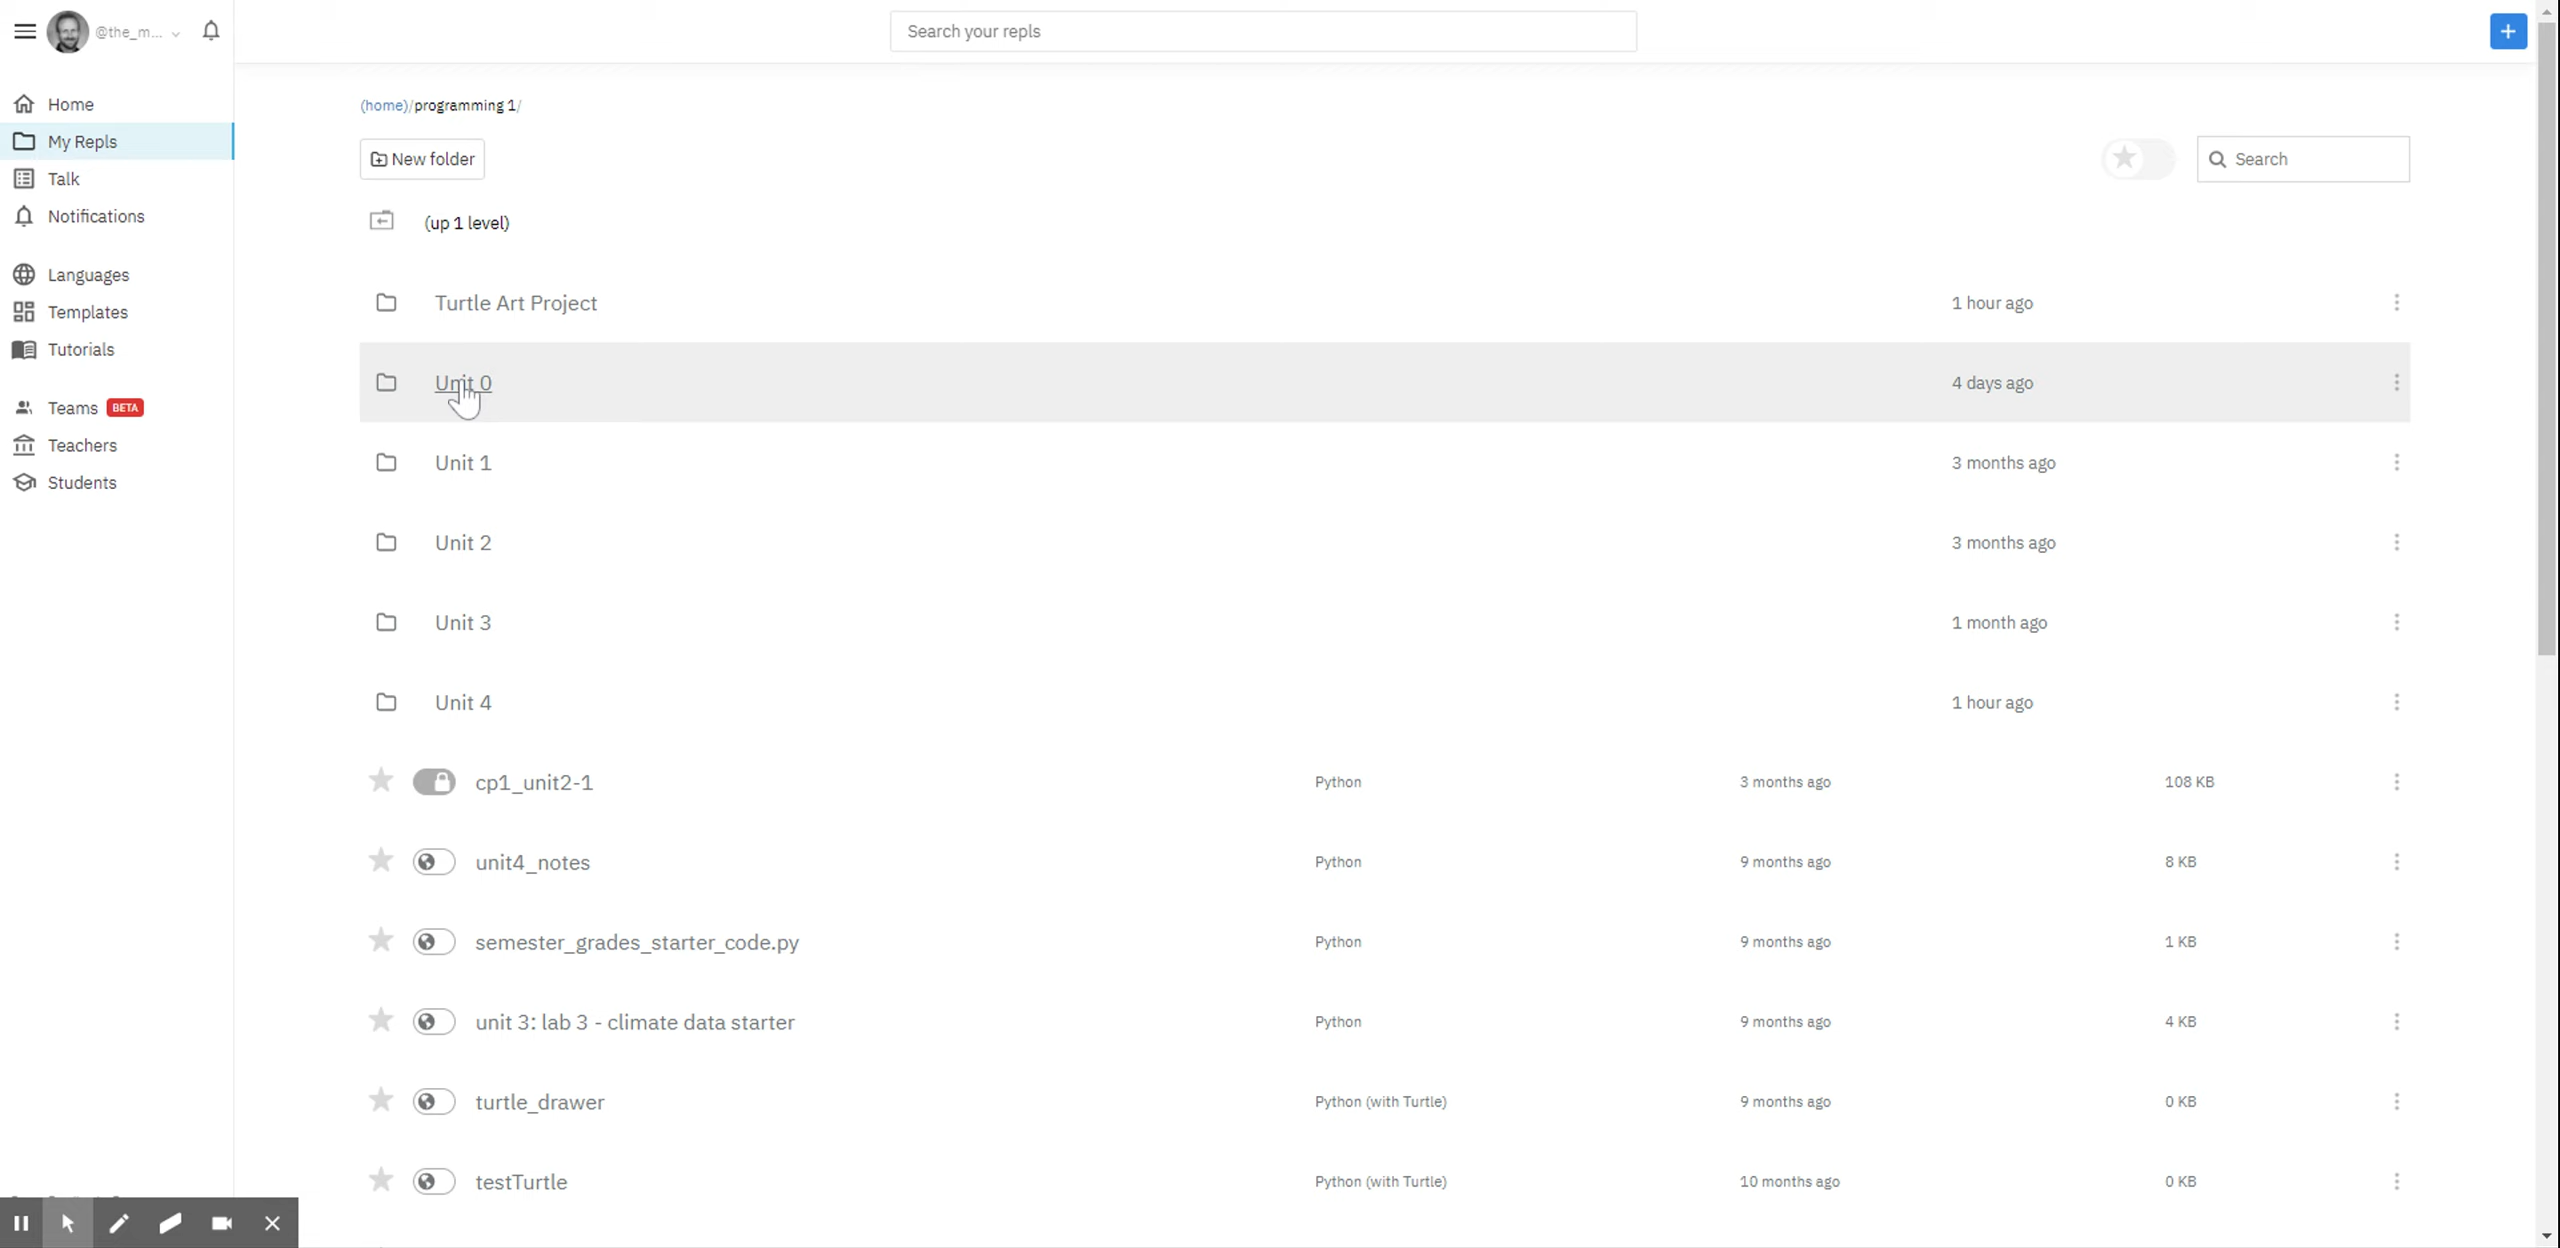 @the_m...
Search your repls
+
Home
My Repls
Talk
Notifications
Languages
Templates
Tutorials
Teams BETA
Teachers
Students
(home)/programming 1/
New folder
Search
(up 1 level)
Turtle Art Project 1 hour ago
Unit 0 4 days ago
Unit 1 3 months ago
Unit 2 3 months ago
Unit 3 1 month ago
Unit 4 1 hour ago
cp1_unit2-1 Python 3 months ago 108 KB
unit4_notes Python 9 months ago 8 KB
semester_grades_starter_code.py Python 9 months ago 1 KB
unit 3: lab 3 - climate data starter Python 9 months ago 4 KB
turtle_drawer Python (with Turtle) 9 months ago 0 KB
testTurtle Python (with Turtle) 10 months ago 0 KB